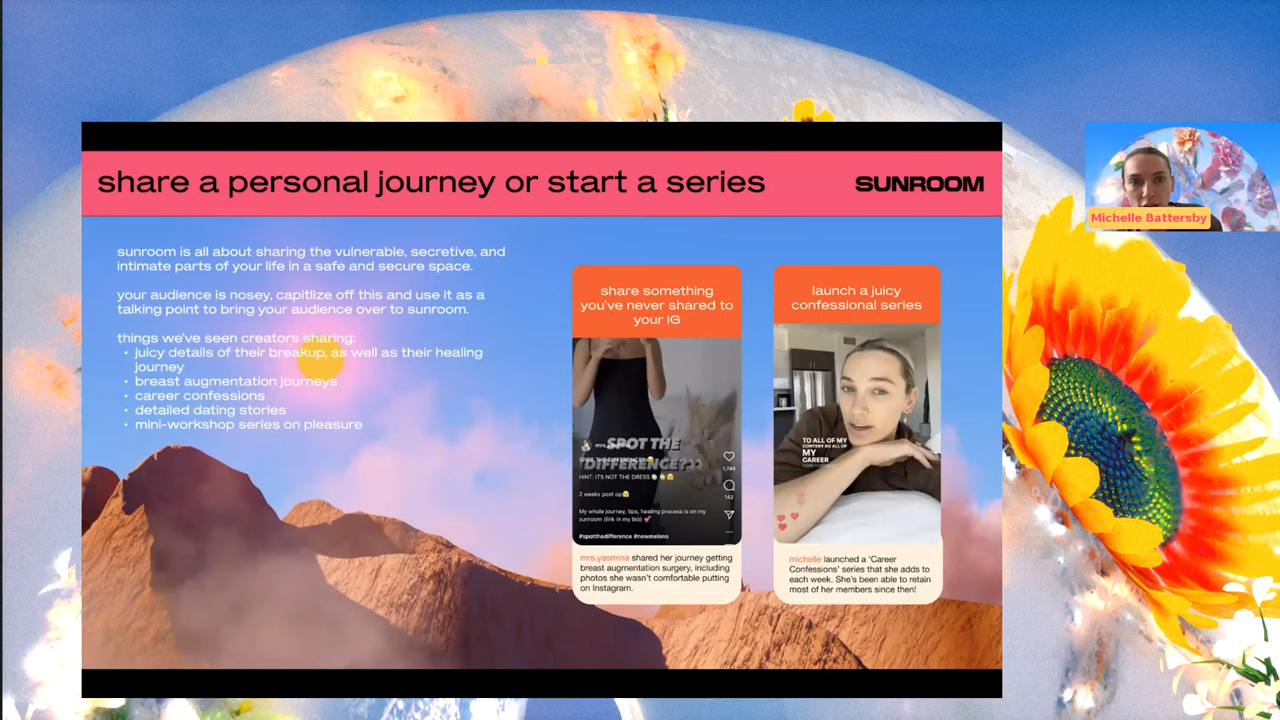 share a personal journey or start a series
SUNROOM
sunroom is all about sharing the vulnerable, secretive, and
intimate parts of your life in a safe and secure space.
your audience is nosey, capitlize off this and use it as a
talking point to bring your audience over to sunroom.
things we've seen creators sharing:
• juicy details of their breakup, as well as their healing
journey
• breast augmentation journeys
• career confessions
• detailed dating stories
• mini-workshop series on pleasure
share something
you've never shared to
your IG
SPOT THE
DIFFERENCE?
HINT: ITS NOT THE DRESS
2 weeks post op
My whole journey, tips, healing process is on my
sunroom (link in my bio)
#spotthedifference #newmelons
1,740
142
mrs.yasmina shared her journey getting
breast augmentation surgery, including
photos she wasn't comfortable putting
on Instagram.
launch a juicy
confessional series
TO ALL OF MY
CONTENT SO ALL OF
MY
CAREER
michelle launched a 'Career
Confessions' series that she adds to
each week. She's been able to retain
most of her members since then!
Michelle Battersby